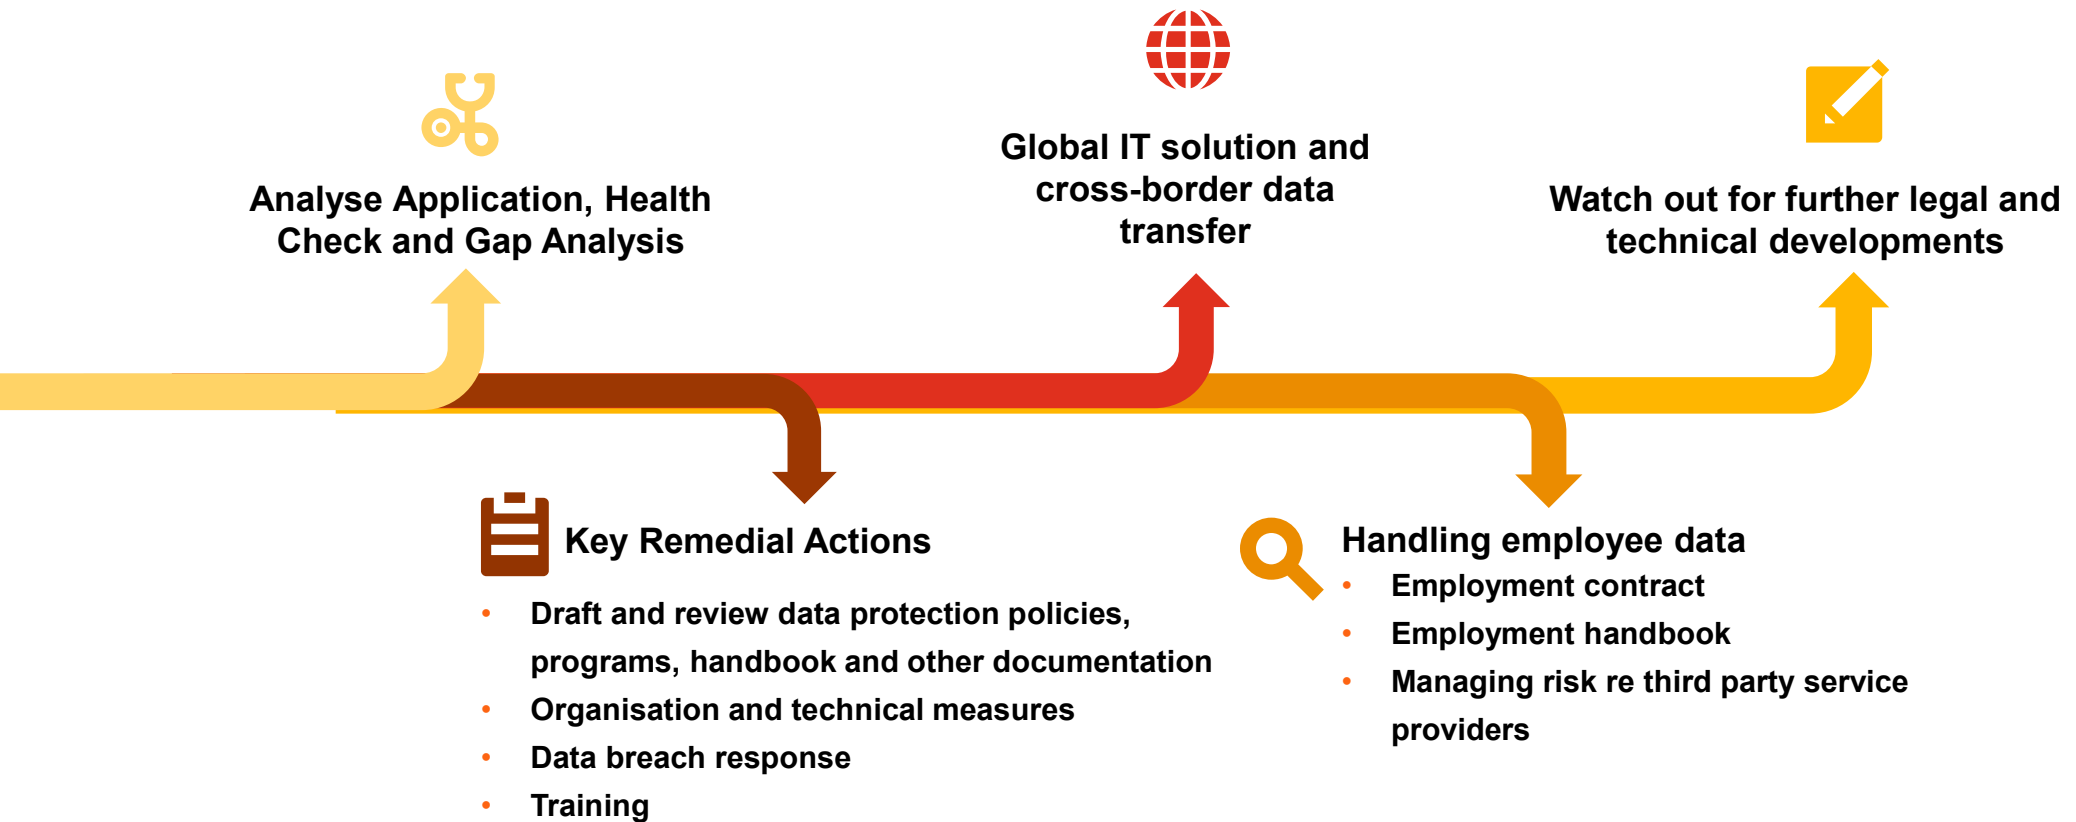 Analyse Application, Health
Check and Gap Analysis
Global IT solution and
cross-border data
transfer
Watch out for further legal and
technical developments
Key Remedial Actions
• Draft and review data protection policies,
programs, handbook and other documentation
• Organisation and technical measures
• Data breach response
• Training
Handling employee data
• Employment contract
• Employment handbook
• Managing risk re third party service
providers